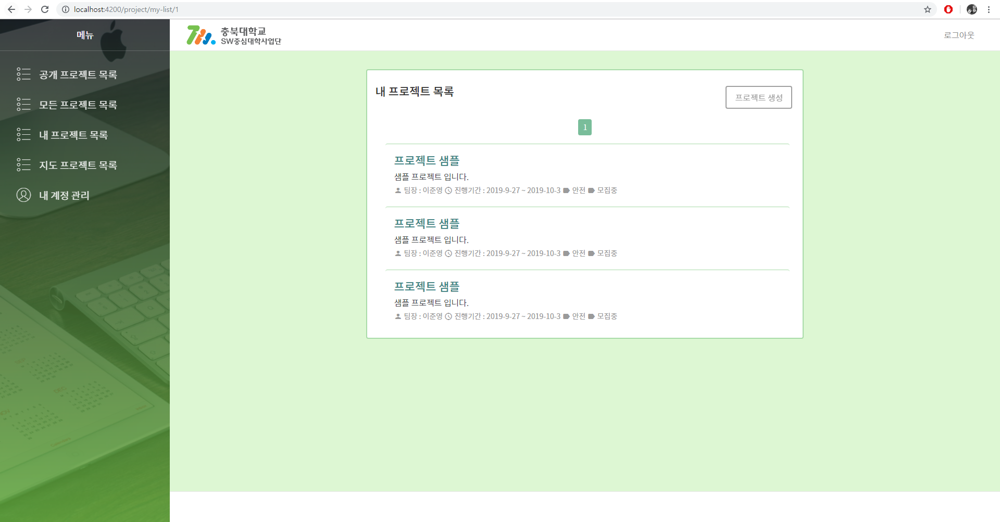 localhost:4200/project/my-list/1
메뉴
공개 프로젝트 목록
모든 프로젝트 목록
내 프로젝트 목록
지도 프로젝트 목록
내 계정 관리
충북대학교
SW중심대학사업단
로그아웃
내 프로젝트 목록
프로젝트 생성
1
프로젝트 샘플
샘플 프로젝트 입니다.
팀장 : 이준영 진행기간 : 2019-9-27 ~ 2019-10-3 안전 모집중
프로젝트 샘플
샘플 프로젝트 입니다.
팀장 : 이준영 진행기간 : 2019-9-27 ~ 2019-10-3 안전 모집중
프로젝트 샘플
샘플 프로젝트 입니다.
팀장 : 이준영 진행기간 : 2019-9-27 ~ 2019-10-3 안전 모집중